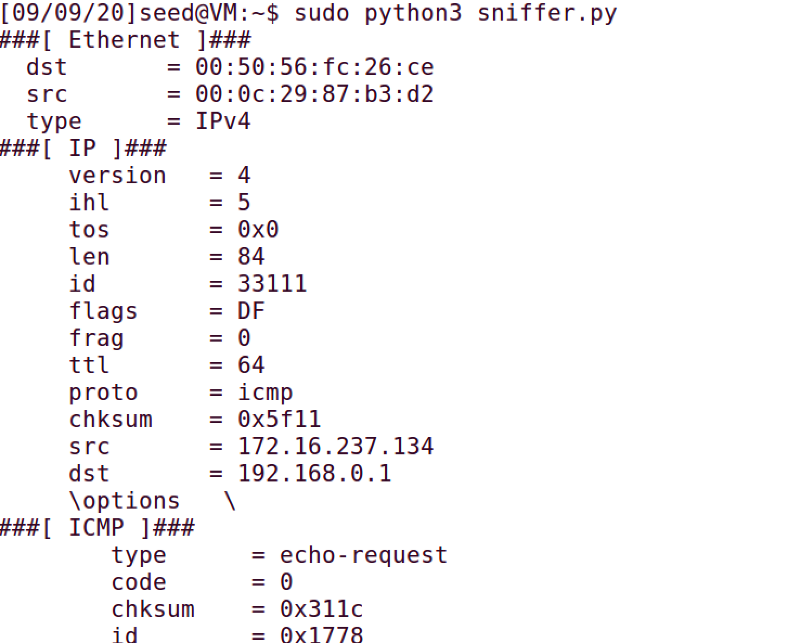 [09/09/20]seed@VM:~$ sudo python3 sniffer.py
###[ Ethernet ]###
  dst       = 00:50:56:fc:26:ce
  src       = 00:0c:29:87:b3:d2
  type      = IPv4
###[ IP ]###
     version   = 4
     ihl       = 5
     tos       = 0x0
     len       = 84
     id        = 33111
     flags     = DF
     frag      = 0
     ttl       = 64
     proto     = icmp
     chksum    = 0x5f11
     src       = 172.16.237.134
     dst       = 192.168.0.1
     \options   \
###[ ICMP ]###
        type      = echo-request
        code      = 0
        chksum    = 0x311c
        id        = 0x1778